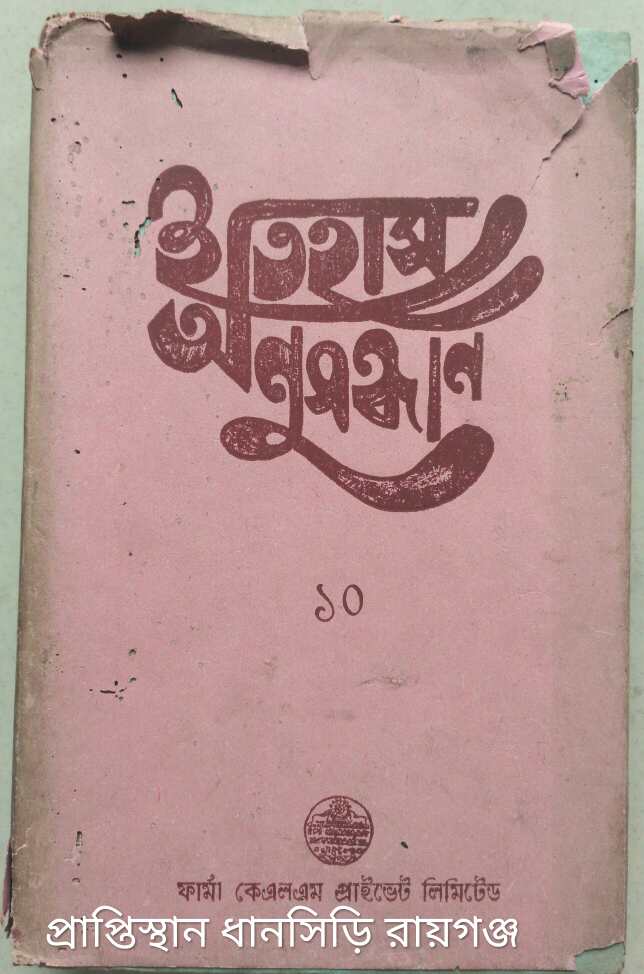 ইতিহাস
অনুসন্ধান
১০
ফার্মা কেএলএম প্রাইভেট লিমিটেড
প্রাপ্তিস্থান ধানসিড়ি রায়গঞ্জ